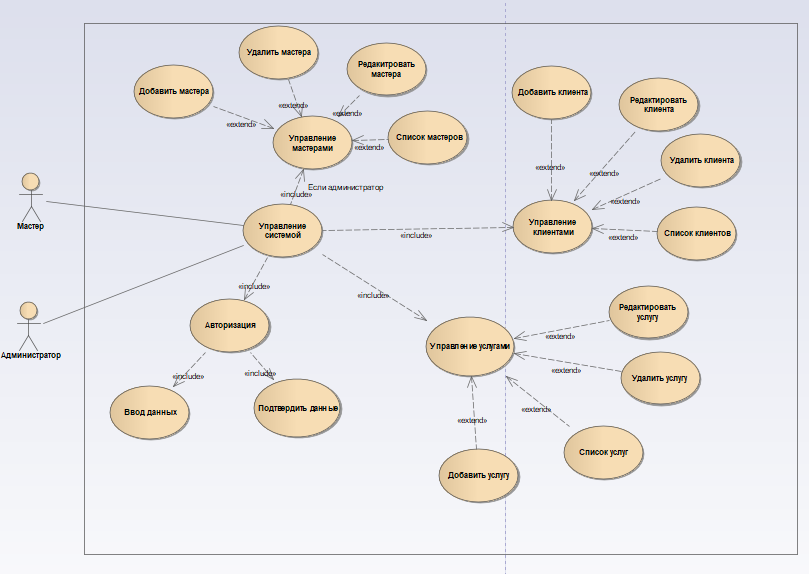 Удалить мастера
Редакитровать
мастера
Добавить мастера
«extend»
«extend»
«extend»
Управление
мастерами
Список мастеров
«extend»
Добавить клиента
Редактировать
клиента
Удалить клиента
«extend»
«extend»
«extend»
Управление
клиентами
Список клиентов
«extend»
Если администратор
«include»
Мастер
Управление
системой
«include»
«include»
«include»
Администратор
Авторизация
«include»
«include»
Ввод данных
Подтвердить данные
Управление услугами
Редактировать
услугу
«extend»
Удалить услугу
«extend»
«extend»
Список услуг
«extend»
Добавить услугу